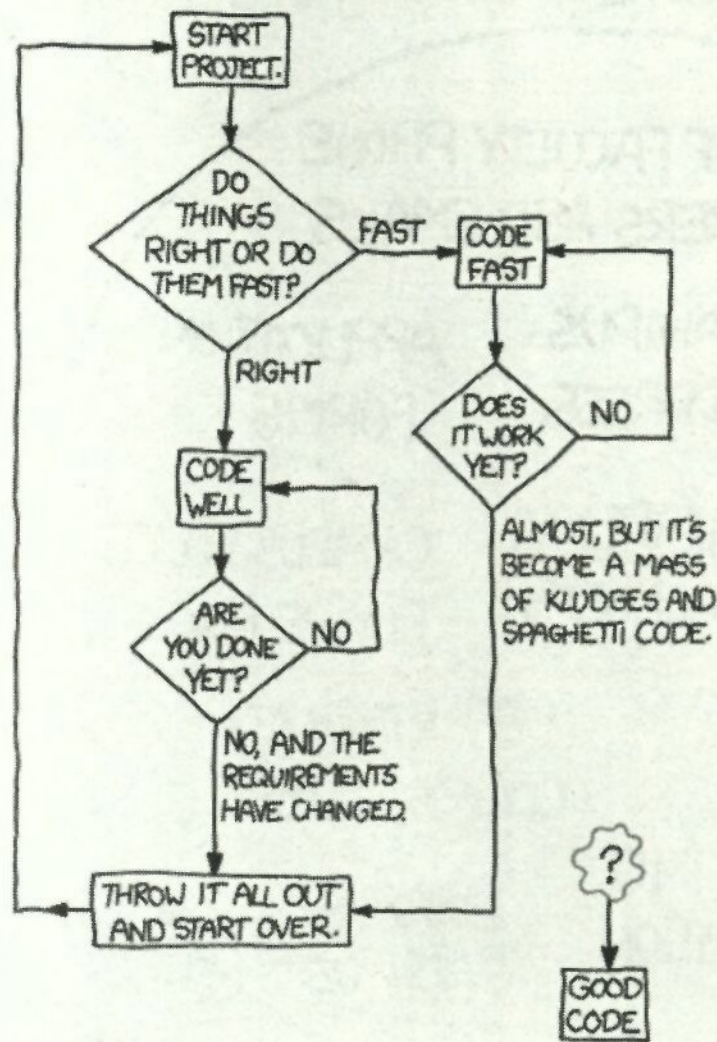 START
PROJECT.
DO
THINGS
RIGHT OR DO
THEM FAST?
FAST
CODE
FAST
RIGHT
DOES
IT WORK
YET?
NO
CODE
WELL
ALMOST, BUT IT'S
BECOME A MASS
OF KLUDGES AND
SPAGHETTI CODE.
ARE
YOU DONE
YET?
NO
NO, AND THE
REQUIREMENTS
HAVE CHANGED.
THROW IT ALL OUT
AND START OVER.
?
GOOD
CODE